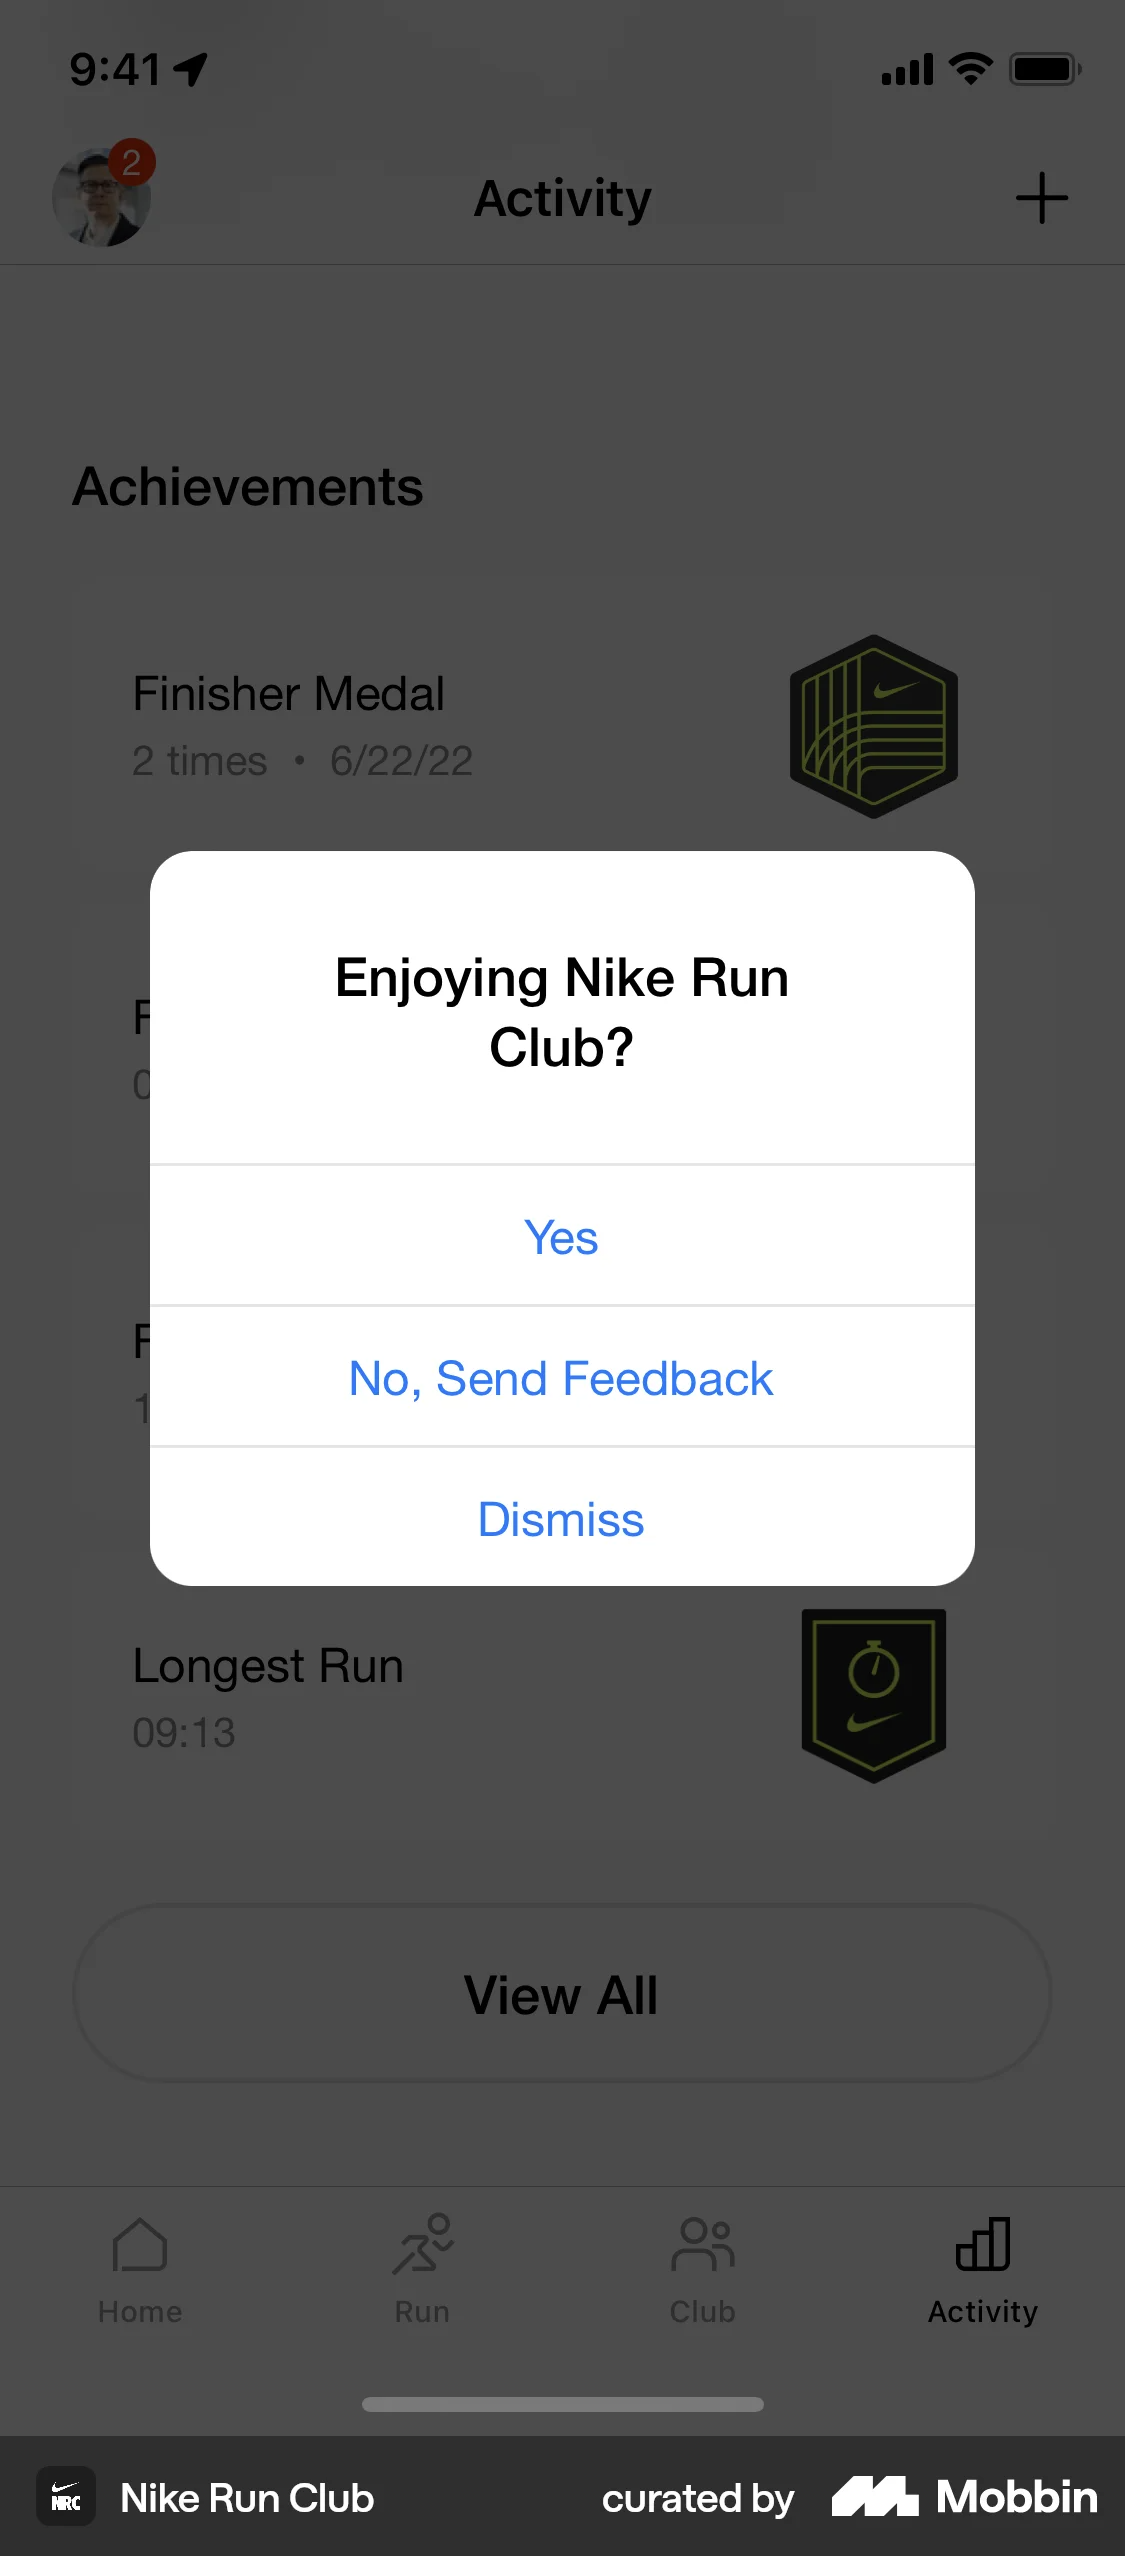 9:41
2
Activity
Achievements
Finisher Medal
2 times • 6/22/22
Enjoying Nike Run
Club?
Yes
No, Send Feedback
Dismiss
Longest Run
09:13
View All
Home
Run
Club
Activity
NRC
Nike Run Club
curated by
Mobbin